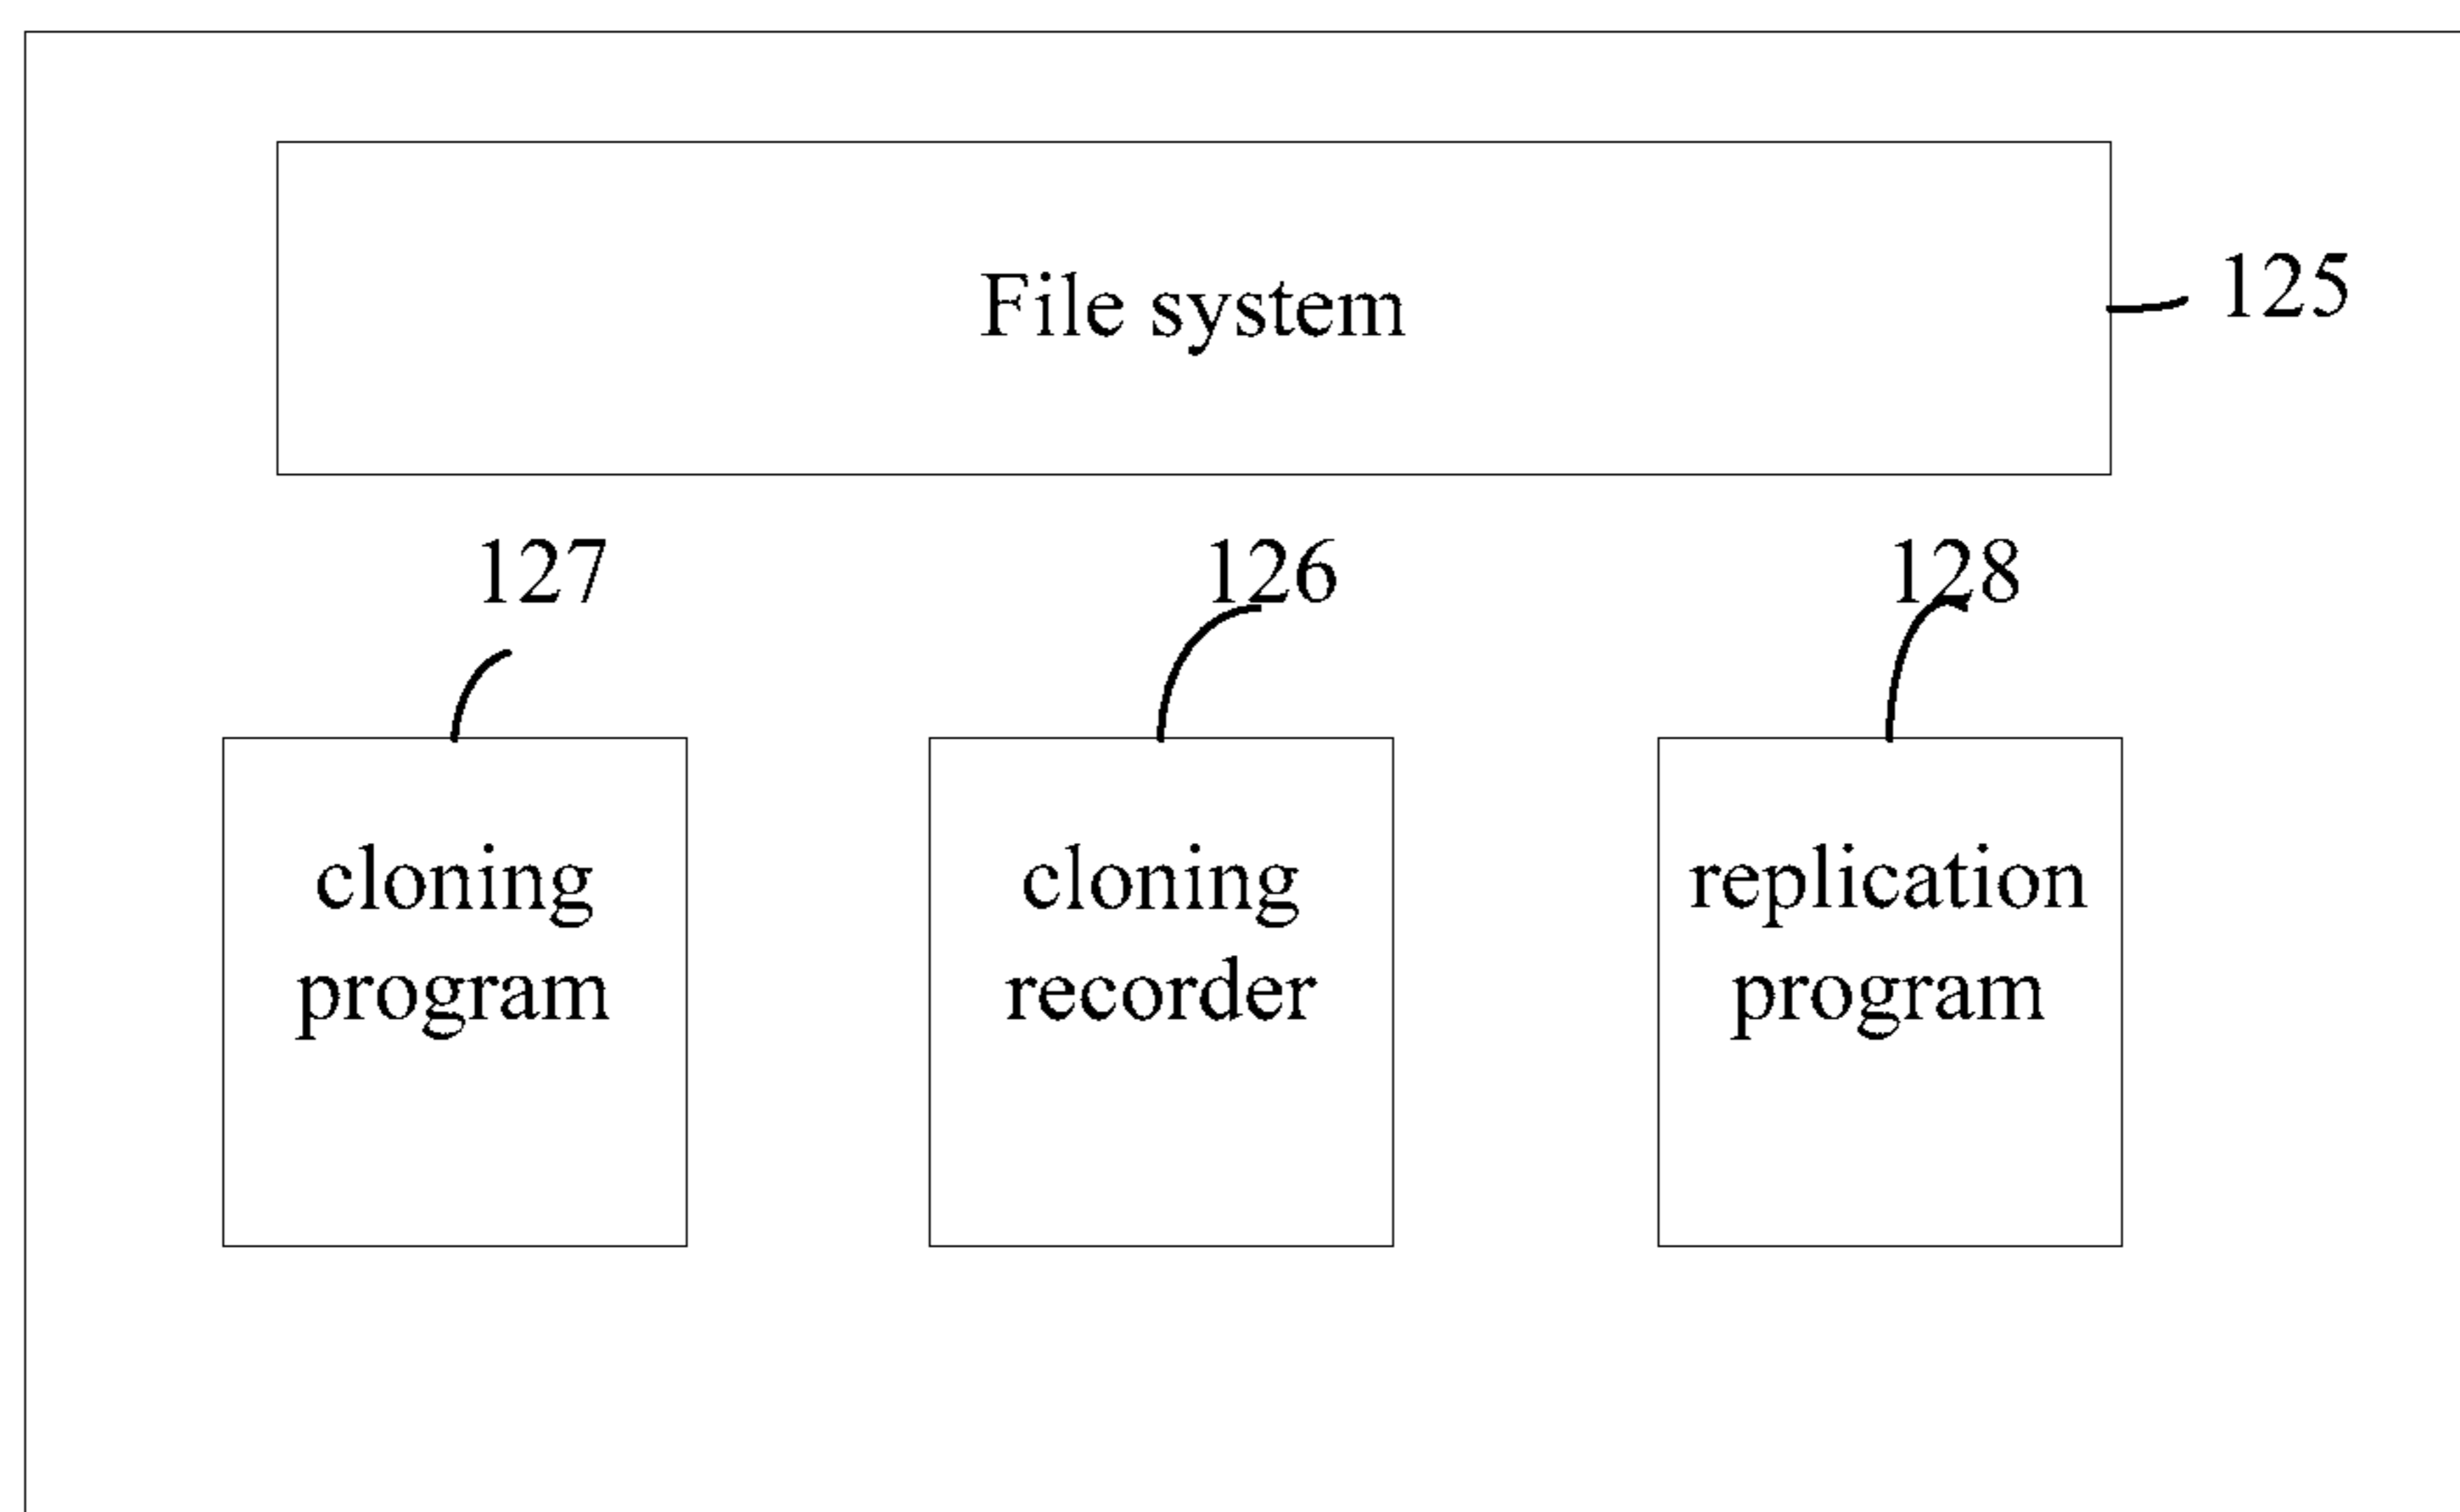 File system
125
127
126
128
cloning
program
cloning
recorder
replication
program